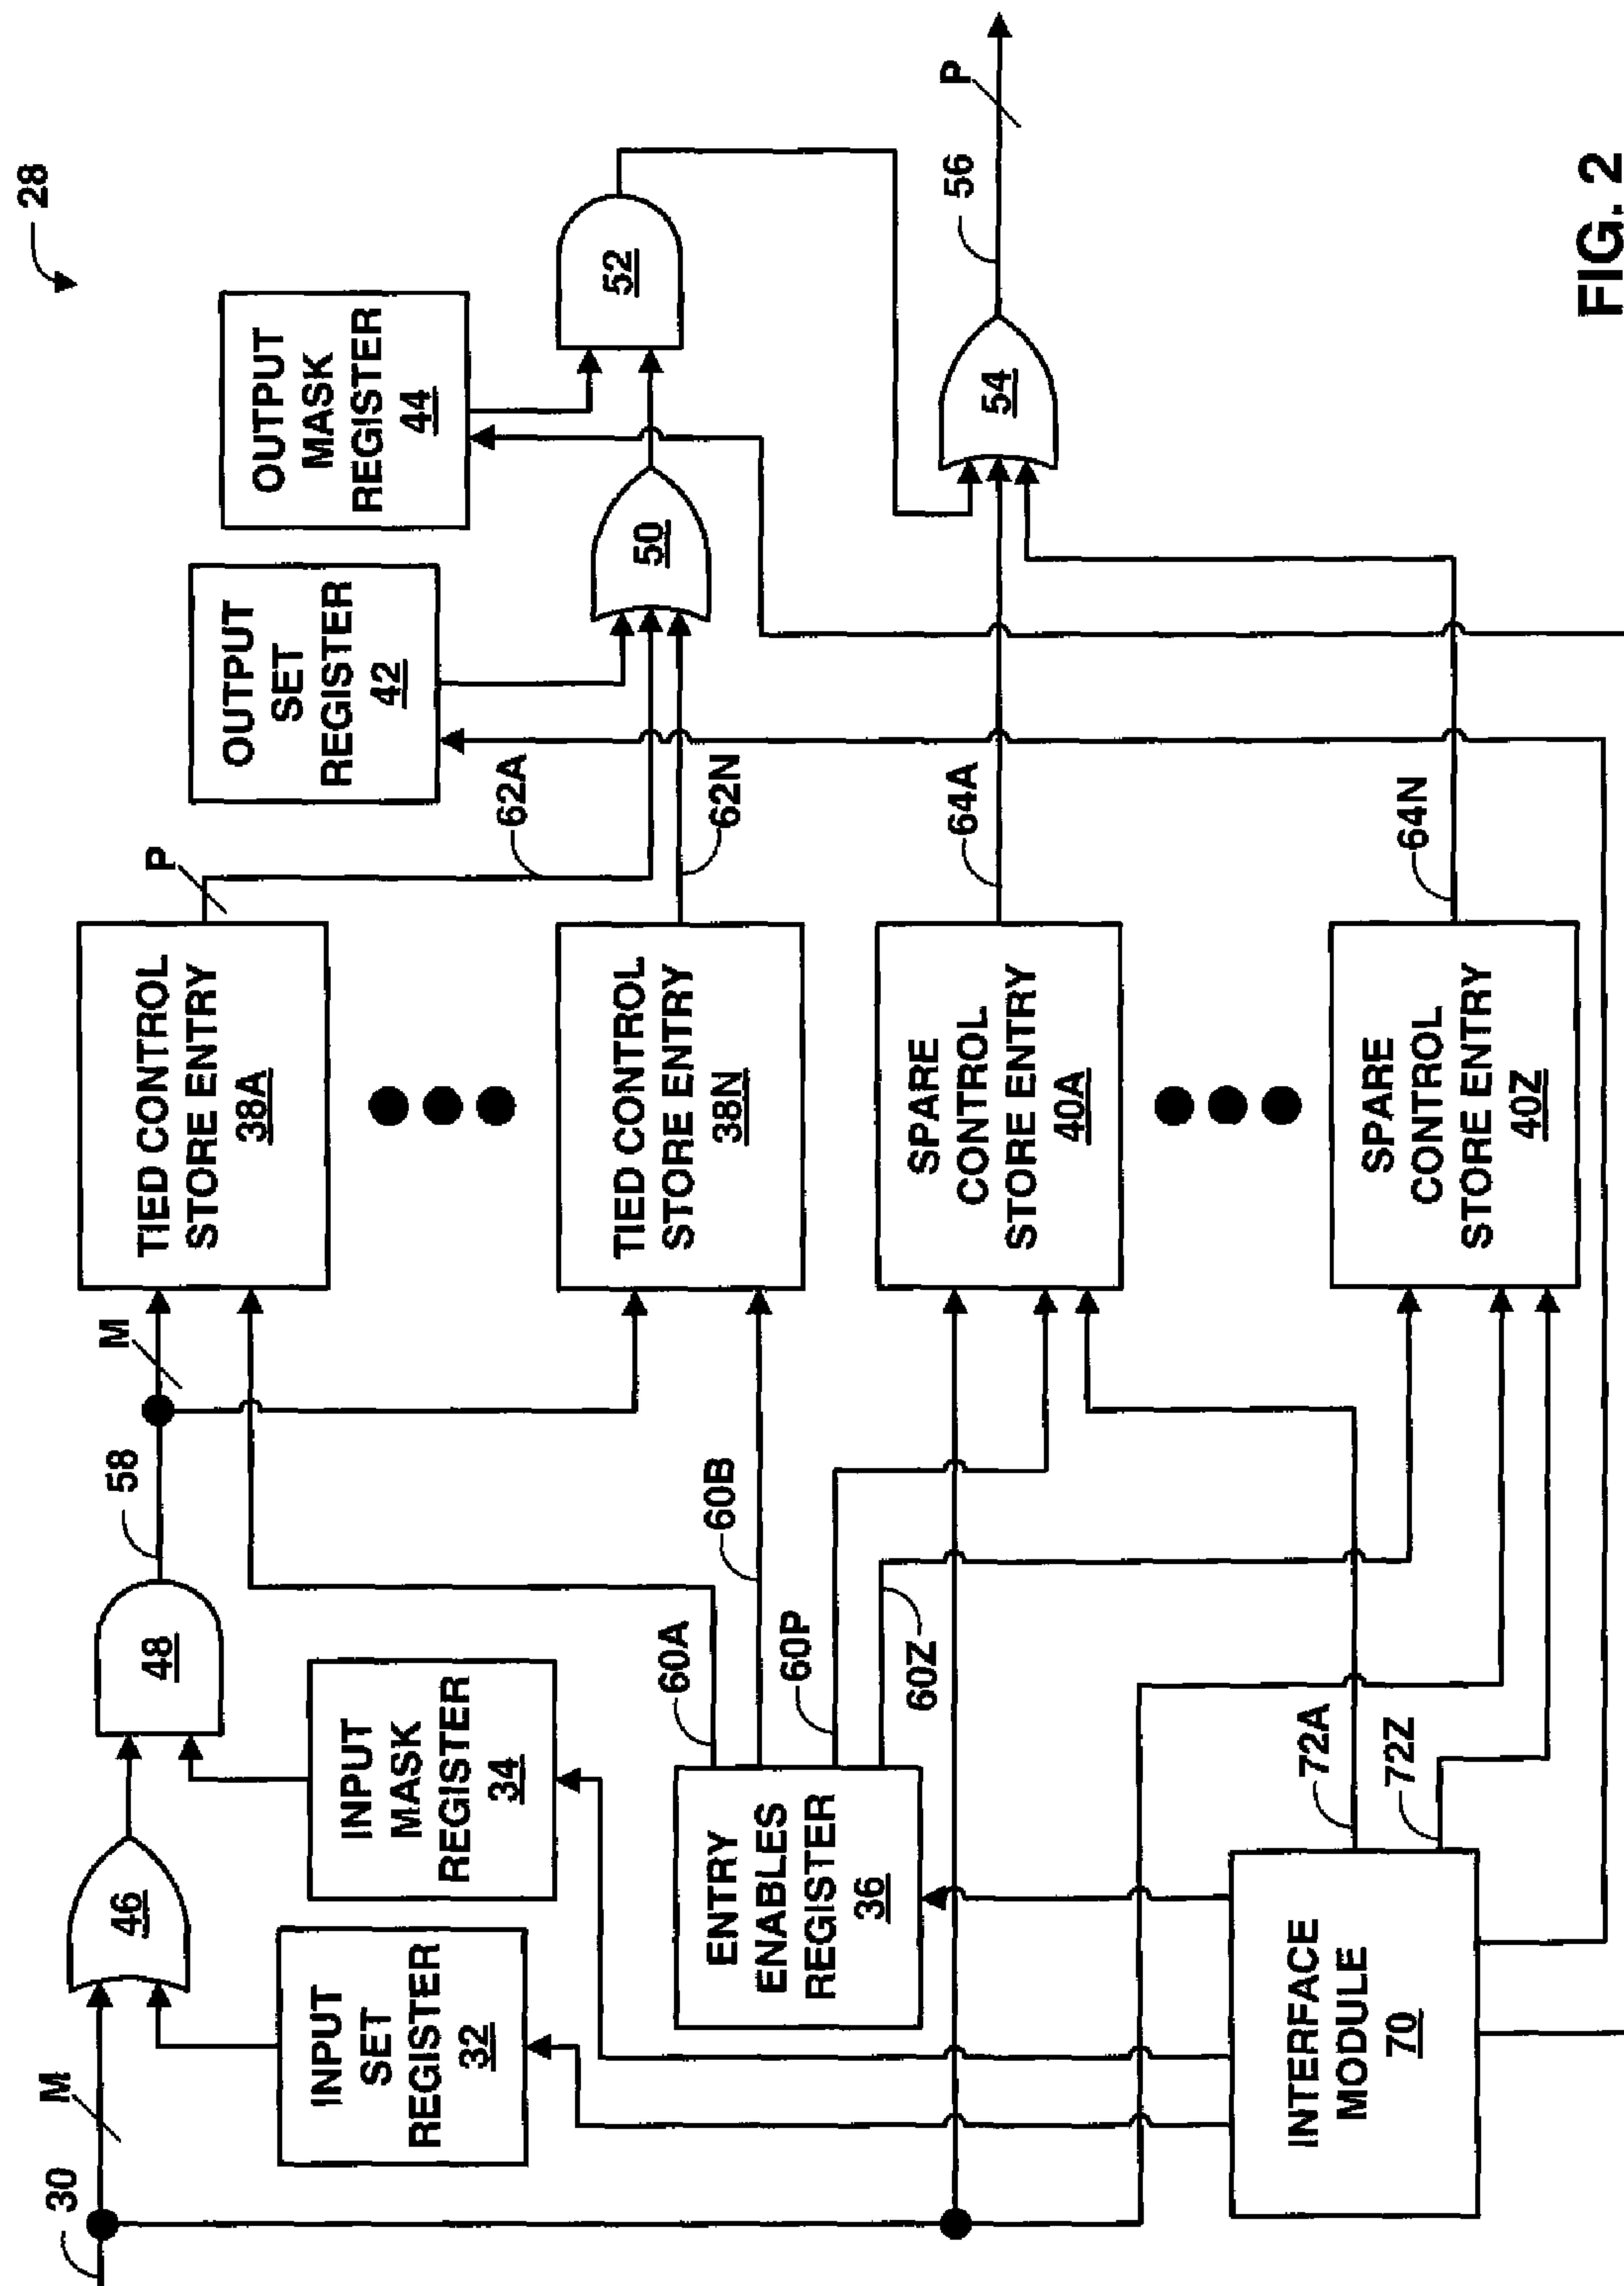 28
30
M
46
INPUT
SET
REGISTER
32
48
INPUT
MASK
REGISTER
34
58
M
TIED CONTROL
STORE ENTRY
38A
P
62A
OUTPUT
SET
REGISTER
42
OUTPUT
MASK
REGISTER
44
50
52
ENTRY
ENABLES
REGISTER
36
60A
60B
60P
60Z
TIED CONTROL
STORE ENTRY
38N
62N
SPARE
CONTROL
STORE ENTRY
40A
64A
54
56
P
INTERFACE
MODULE
70
72A
72Z
SPARE
CONTROL
STORE ENTRY
40Z
64N
FIG. 2